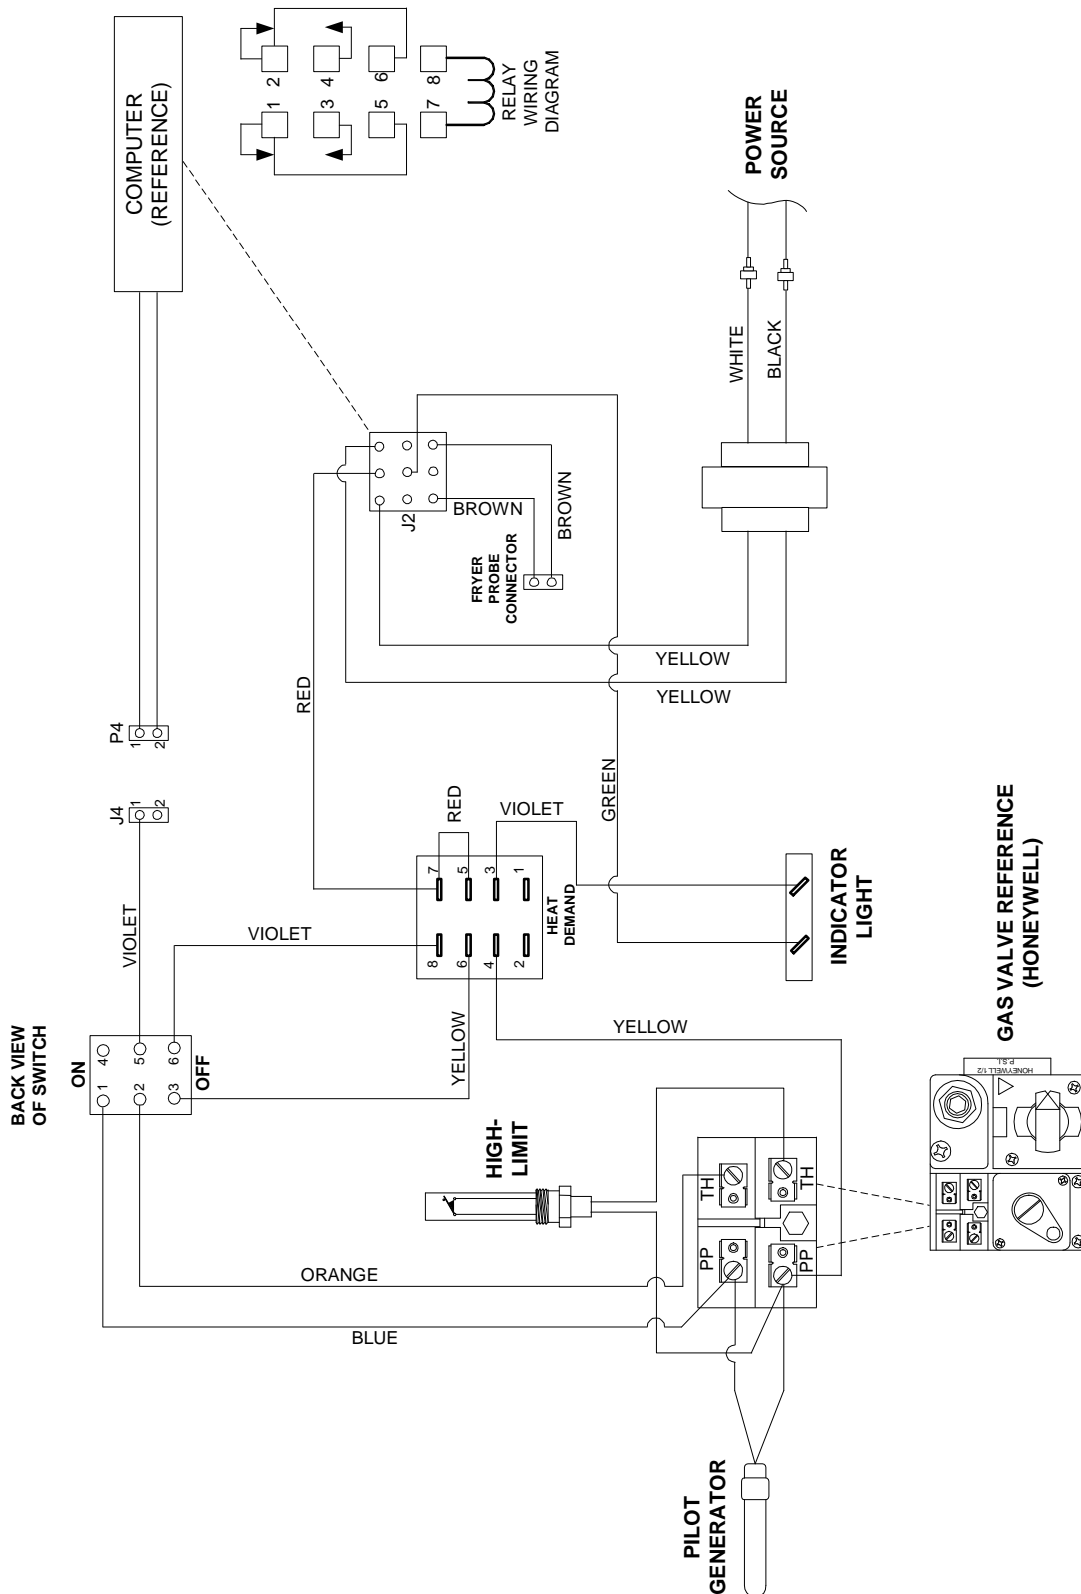 COMPUTER
(REFERENCE)
1
2
3
4
5
6
7
8
RELAY
WIRING
DIAGRAM
P4
1
2
J4
1
2
VIOLET
BACK VIEW
OF SWITCH
ON
1
4
2
5
3
6
OFF
VIOLET
RED
J2
BROWN
BROWN
FRYER
PROBE
CONNECTOR
WHITE
BLACK
POWER
SOURCE
YELLOW
YELLOW
GREEN
RED
VIOLET
8
7
6
5
4
3
2
1
HEAT
DEMAND
YELLOW
YELLOW
INDICATOR
LIGHT
HIGH-
LIMIT
ORANGE
BLUE
PP
TH
PP
TH
PILOT
GENERATOR
GAS VALVE REFERENCE
(HONEYWELL)
HONEYWELL 1/2
P.S.I.